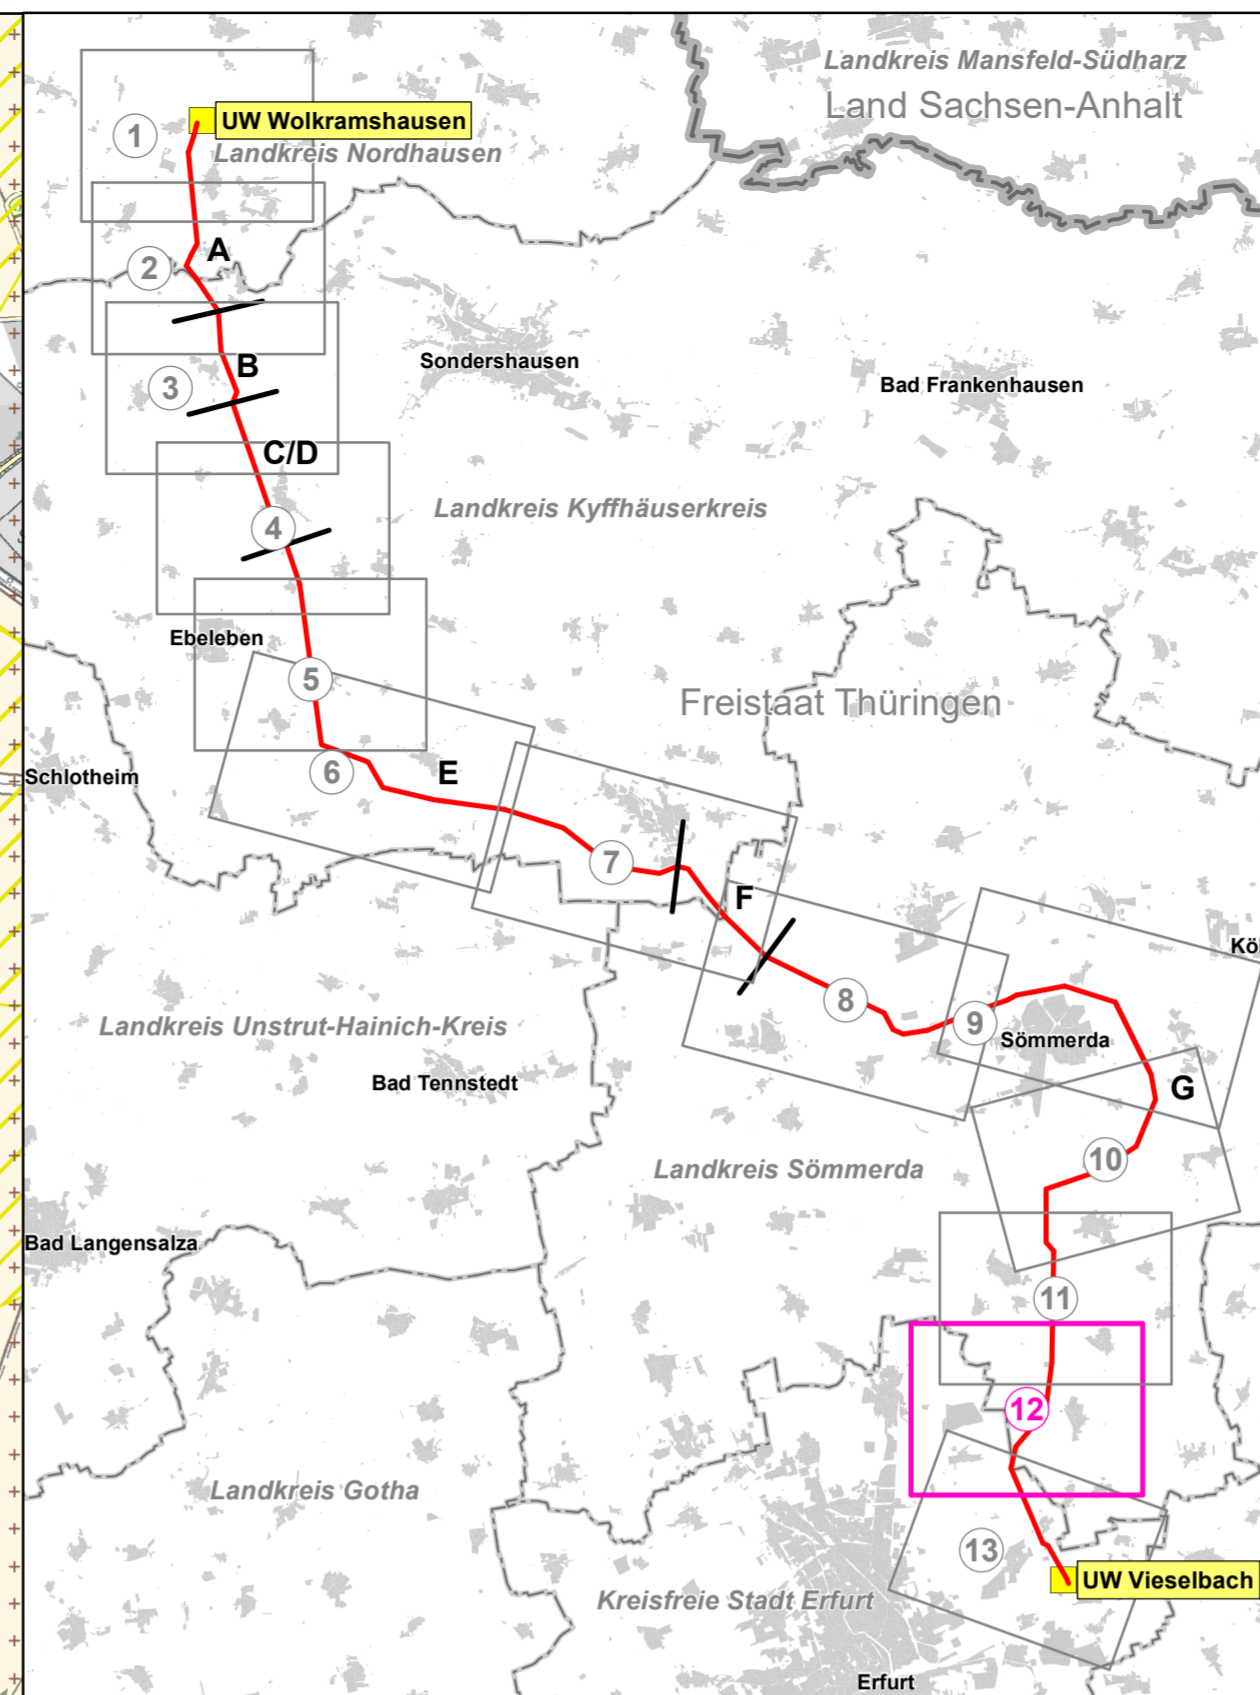 Landkreis Mansfeld-Südharz
Land Sachsen-Anhalt
UW Wolkramshausen
1
Landkreis Nordhausen
A
2
B
3
Sondershausen
Bad Frankenhausen
C/D
Landkreis Kyffhäuserkreis
4
Ebeleben
5
Freistaat Thüringen
6
E
Schlotheim
7
F
Kö
8
9
Landkreis Unstrut-Hainich-Kreis
Sömmerda
Bad Tennstedt
G
10
Landkreis Sömmerda
Bad Langensalza
11
12
Landkreis Gotha
13
UW Vieselbach
Kreisfreie Stadt Erfurt
Erfurt